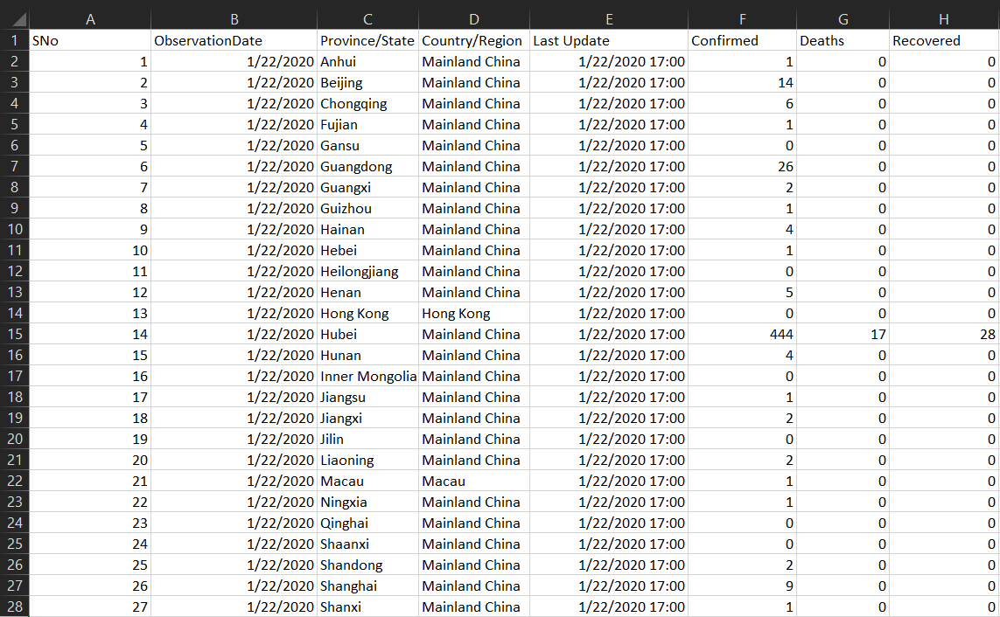 A B C D E F G H
1 SNo ObservationDate Province/State Country/Region Last Update Confirmed Deaths Recovered
2 1 1/22/2020 Anhui Mainland China 1/22/2020 17:00 1 0 0
3 2 1/22/2020 Beijing Mainland China 1/22/2020 17:00 14 0 0
4 3 1/22/2020 Chongqing Mainland China 1/22/2020 17:00 6 0 0
5 4 1/22/2020 Fujian Mainland China 1/22/2020 17:00 1 0 0
6 5 1/22/2020 Gansu Mainland China 1/22/2020 17:00 0 0 0
7 6 1/22/2020 Guangdong Mainland China 1/22/2020 17:00 26 0 0
8 7 1/22/2020 Guangxi Mainland China 1/22/2020 17:00 2 0 0
9 8 1/22/2020 Guizhou Mainland China 1/22/2020 17:00 1 0 0
10 9 1/22/2020 Hainan Mainland China 1/22/2020 17:00 4 0 0
11 10 1/22/2020 Hebei Mainland China 1/22/2020 17:00 1 0 0
12 11 1/22/2020 Heilongjiang Mainland China 1/22/2020 17:00 0 0 0
13 12 1/22/2020 Henan Mainland China 1/22/2020 17:00 5 0 0
14 13 1/22/2020 Hong Kong Hong Kong 1/22/2020 17:00 0 0 0
15 14 1/22/2020 Hubei Mainland China 1/22/2020 17:00 444 17 28
16 15 1/22/2020 Hunan Mainland China 1/22/2020 17:00 4 0 0
17 16 1/22/2020 Inner Mongolia Mainland China 1/22/2020 17:00 0 0 0
18 17 1/22/2020 Jiangsu Mainland China 1/22/2020 17:00 1 0 0
19 18 1/22/2020 Jiangxi Mainland China 1/22/2020 17:00 2 0 0
20 19 1/22/2020 Jilin Mainland China 1/22/2020 17:00 0 0 0
21 20 1/22/2020 Liaoning Mainland China 1/22/2020 17:00 2 0 0
22 21 1/22/2020 Macau Macau 1/22/2020 17:00 1 0 0
23 22 1/22/2020 Ningxia Mainland China 1/22/2020 17:00 1 0 0
24 23 1/22/2020 Qinghai Mainland China 1/22/2020 17:00 0 0 0
25 24 1/22/2020 Shaanxi Mainland China 1/22/2020 17:00 0 0 0
26 25 1/22/2020 Shandong Mainland China 1/22/2020 17:00 2 0 0
27 26 1/22/2020 Shanghai Mainland China 1/22/2020 17:00 9 0 0
28 27 1/22/2020 Shanxi Mainland China 1/22/2020 17:00 1 0 0